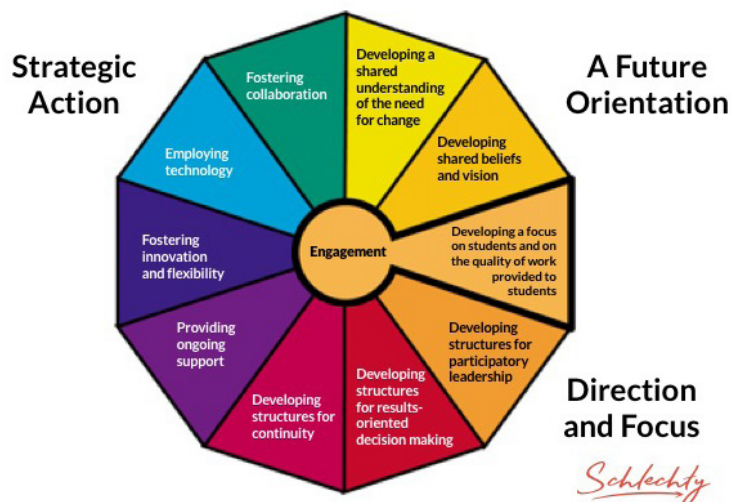 Strategic
Action
A Future
Orientation
Fostering
collaboration
Developing a
shared
understanding
of the need
for change
Developing
shared beliefs
and vision
Employing
technology
Engagement
Developing a focus
on students and on
the quality of work
provided to
students
Fostering
innovation
and flexibility
Providing
ongoing
support
Developing
structures for
participatory
leadership
Developing
structures for
continuity
Developing
structures
for results-
oriented
decision making
Direction
and Focus
Schlechty